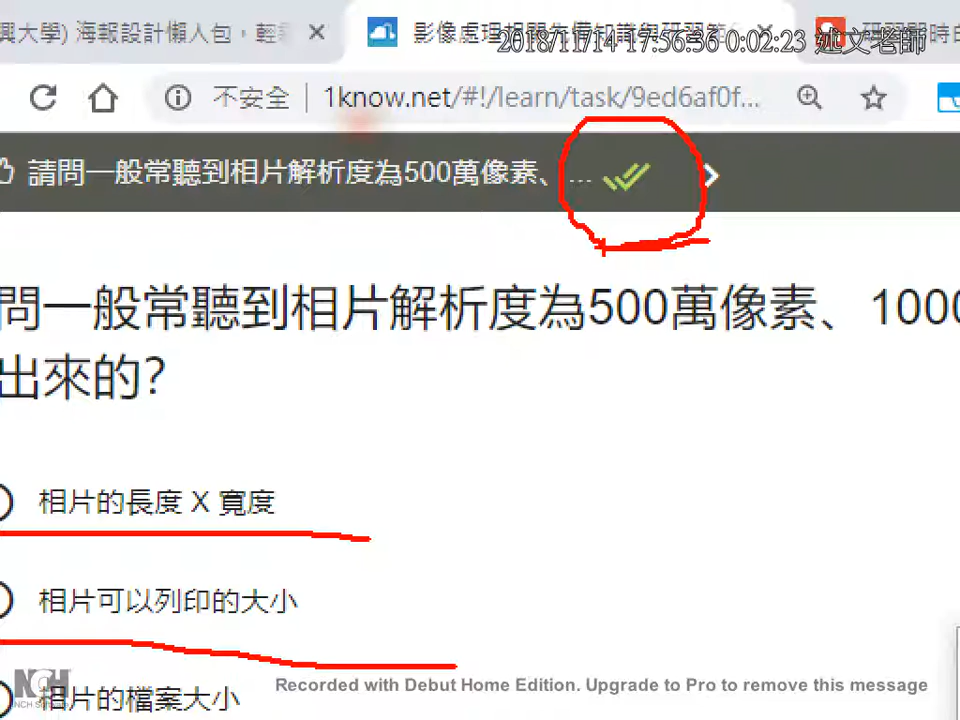 興大學) 海報設計懶人包，輕
影像處理相關先備知識與研習節
2018/11/14 17:56:36 0:02:23 述文老師
不安全 1know.net/#!/learn/task/9ed6af0f...
請問一般常聽到相片解析度為500萬像素、...
問一般常聽到相片解析度為500萬像素、1000
出來的?
相片的長度 X 寬度
相片可以列印的大小
相片的檔案大小
NCH
NCH Software
Recorded with Debut Home Edition. Upgrade to Pro to remove this message